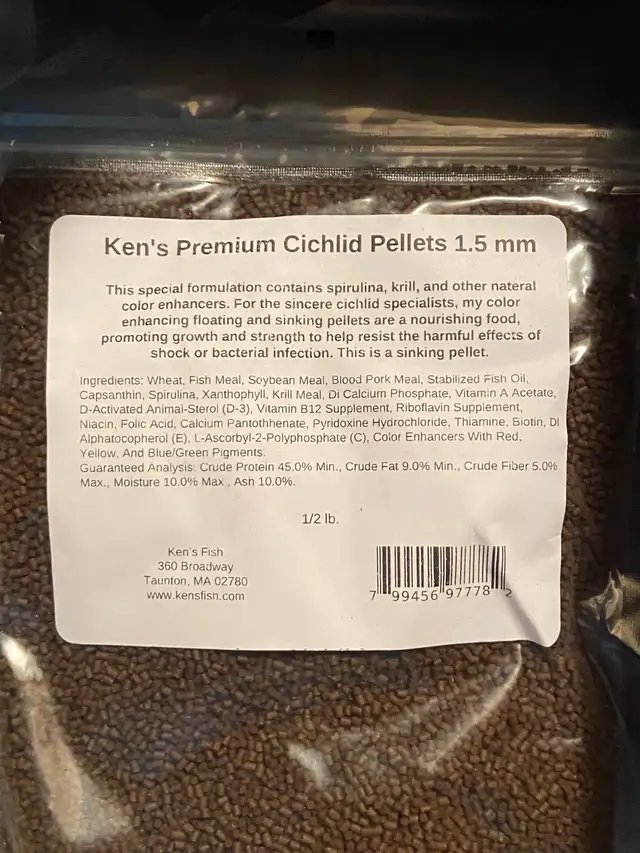 Ken's Premium Cichlid Pellets 1.5 mm
This special formulation contains spirulina, krill, and other nateral
color enhancers. For the sincere cichlid specialists, my color
enhancing floating and sinking pellets are a nourishing food,
promoting growth and strength to help resist the harmful effects of
shock or bacterial infection. This is a sinking pellet.
Ingredients: Wheat, Fish Meal, Soybean Meal, Blood Pork Meal, Stabilized Fish Oil,
Capsanthin, Spirulina, Xanthophyll, Krill Meal, Di Calcium Phosphate, Vitamin A Acetate,
D-Activated Animal-Sterol (D-3), Vitamin B12 Supplement, Riboflavin Supplement,
Niacin, Folic Acid, Calcium Pantothhenate, Pyridoxine Hydrochloride, Thiamine, Biotin, Dl
Alphatocopherol (E), L-Ascorbyl-2-Polyphosphate (C), Color Enhancers With Red,
Yellow, And Blue/Green Pigments.
Guaranteed Analysis: Crude Protein 45.0% Min., Crude Fat 9.0% Min., Crude Fiber 5.0%
Max., Moisture 10.0% Max., Ash 10.0%.
1/2 lb.
Ken's Fish
360 Broadway
Taunton, MA 02780
www.kensfish.com
7 99456 97778 2